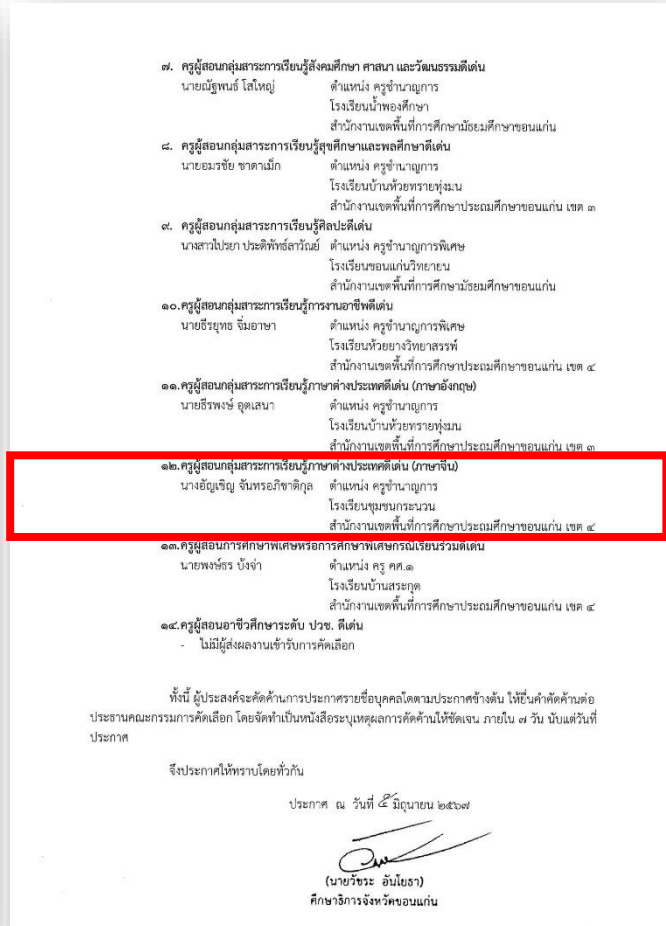 ๗. ครูผู้สอนกลุ่มสาระการเรียนรู้สังคมศึกษา ศาสนา และวัฒนธรรมดีเด่น
นายณัฐพนธ์ โสใหญ่ ตำแหน่ง ครูชำนาญการ
โรงเรียนน้ำพองศึกษา
สำนักงานเขตพื้นที่การศึกษามัธยมศึกษาขอนแก่น
๘. ครูผู้สอนกลุ่มสาระการเรียนรู้สุขศึกษาและพลศึกษาดีเด่น
นายอมรชัย ชาดาเม็ก ตำแหน่ง ครูชำนาญการ
โรงเรียนบ้านห้วยทรายทุ่งมน
สำนักงานเขตพื้นที่การศึกษาประถมศึกษาขอนแก่น เขต ๓
๙. ครูผู้สอนกลุ่มสาระการเรียนรู้ศิลปะดีเด่น
นางสาวไปรยา ประดิพัทธ์ลาวัณย์ ตำแหน่ง ครูชำนาญการพิเศษ
โรงเรียนขอนแก่นวิทยายน
สำนักงานเขตพื้นที่การศึกษามัธยมศึกษาขอนแก่น
๑๐.ครูผู้สอนกลุ่มสาระการเรียนรู้การงานอาชีพดีเด่น
นายธีรยุทธ จิ่มอาษา ตำแหน่ง ครูชำนาญการพิเศษ
โรงเรียนห้วยยางวิทยาสรรพ์
สำนักงานเขตพื้นที่การศึกษาประถมศึกษาขอนแก่น เขต ๔
๑๑.ครูผู้สอนกลุ่มสาระการเรียนรู้ภาษาต่างประเทศดีเด่น (ภาษาอังกฤษ)
นายธีรพงษ์ อุตเสนา ตำแหน่ง ครูชำนาญการ
โรงเรียนบ้านห้วยทรายทุ่งมน
สำนักงานเขตพื้นที่การศึกษาประถมศึกษาขอนแก่น เขต ๓
๑๒.ครูผู้สอนกลุ่มสาระการเรียนรู้ภาษาต่างประเทศดีเด่น (ภาษาจีน)
นางอัญเชิญ จันทรอภิชาติกุล ตำแหน่ง ครูชำนาญการ
โรงเรียนชุมชนกระนวน
สำนักงานเขตพื้นที่การศึกษาประถมศึกษาขอนแก่น เขต ๔
๑๓.ครูผู้สอนการศึกษาพิเศษหรือการศึกษาพิเศษกรณีเรียนร่วมดีเด่น
นายพงษ์ธร บ้งจ่า ตำแหน่ง ครู คศ.๑
โรงเรียนบ้านสระกุด
สำนักงานเขตพื้นที่การศึกษาประถมศึกษาขอนแก่น เขต ๔
๑๔.ครูผู้สอนอาชีวศึกษาระดับ ปวช. ดีเด่น
- ไม่มีผู้ส่งผลงานเข้ารับการคัดเลือก
ทั้งนี้ ผู้ประสงค์จะคัดค้านการประกาศรายชื่อบุคคลใดตามประกาศข้างต้น ให้ยื่นคำคัดค้านต่อ
ประธานคณะกรรมการคัดเลือก โดยจัดทำเป็นหนังสือระบุเหตุผลการคัดค้านให้ชัดเจน ภายใน ๗ วัน นับแต่วันที่
ประกาศ
จึงประกาศให้ทราบโดยทั่วกัน
ประกาศ ณ วันที่ ๕ มิถุนายน ๒๕๖๗
(นายวัชระ อันโยธา)
ศึกษาธิการจังหวัดขอนแก่น